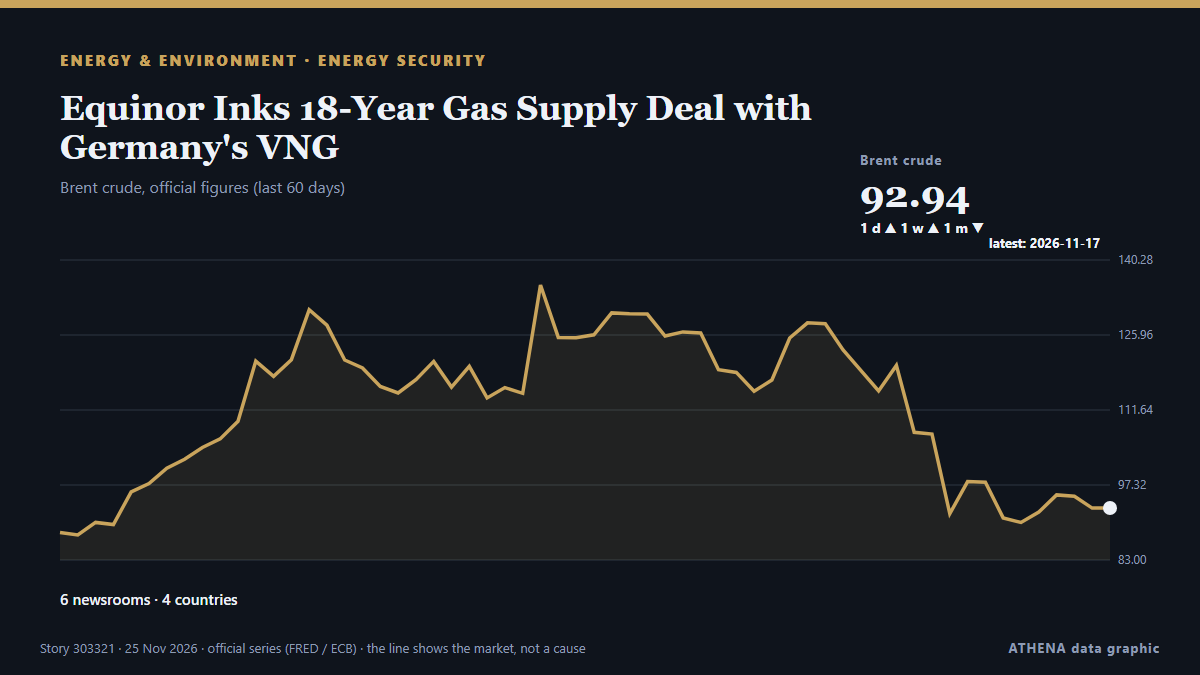 ENERGY & ENVIRONMENT · ENERGY SECURITY
Equinor Inks 18-Year Gas Supply Deal with
Germany's VNG
Brent crude, official figures (last 60 days)
Brent crude
92.94
1 d ▲ 1 w ▲ 1 m ▼
latest: 2026-11-17
140.28
125.96
111.64
97.32
83.00
6 newsrooms · 4 countries
Story 303321 · 25 Nov 2026 · official series (FRED / ECB) · the line shows the market, not a cause
ATHENA data graphic